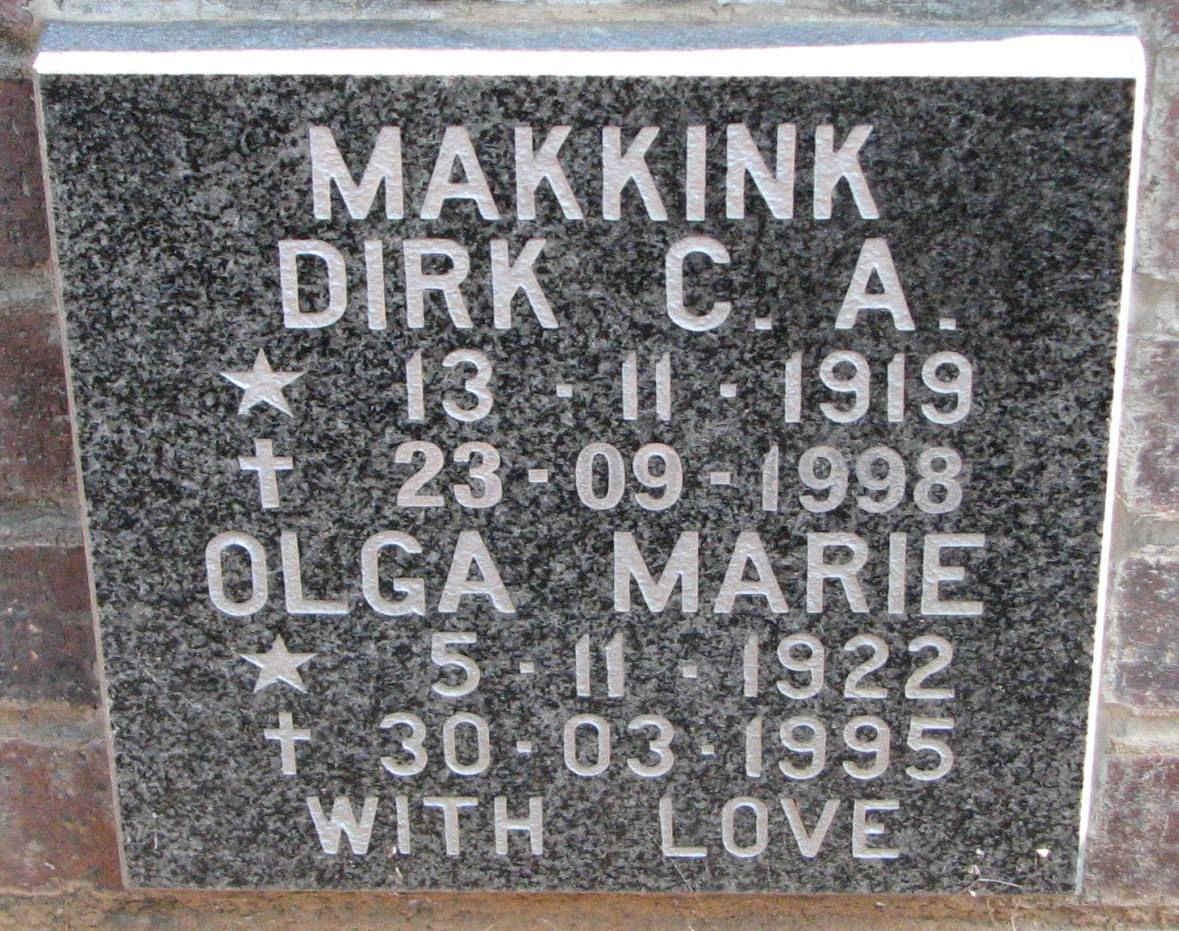 MAKKINK
DIRK C. A.
★ 13 - 11 - 1919
✝ 23-09-1998
OLGA MARIE
★ 5 - 11 - 1922
✝ 30-03-1995
WITH LOVE